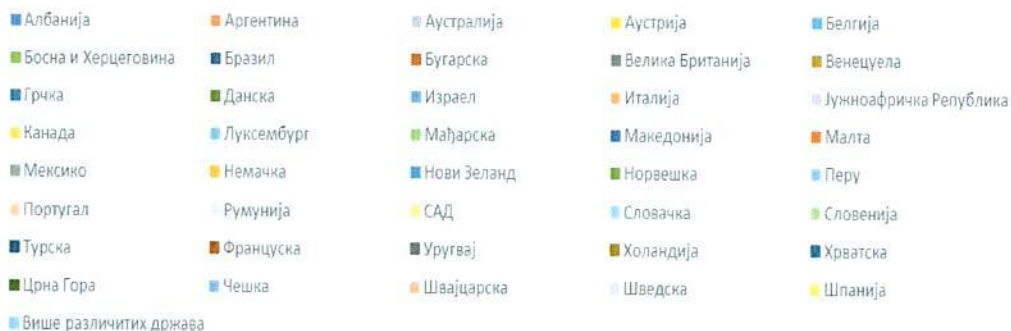 Албанија Аргентина Аустралија Аустрија Белгија
Босна и Херцеговина Бразил Бугарска Велика Британија Венецуела
Грчка Данска Израел Италија Јужноафричка Република
Канада Луксембург Мађарска Македонија Малта
Мексико Немачка Нови Зеланд Норвешка Перу
Португал Румунија САД Словачка Словенија
Турска Француска Уругвај Холандија Хрватска
Црна Гора Чешка Швајцарска Шведска Шпанија
Више различитих држава